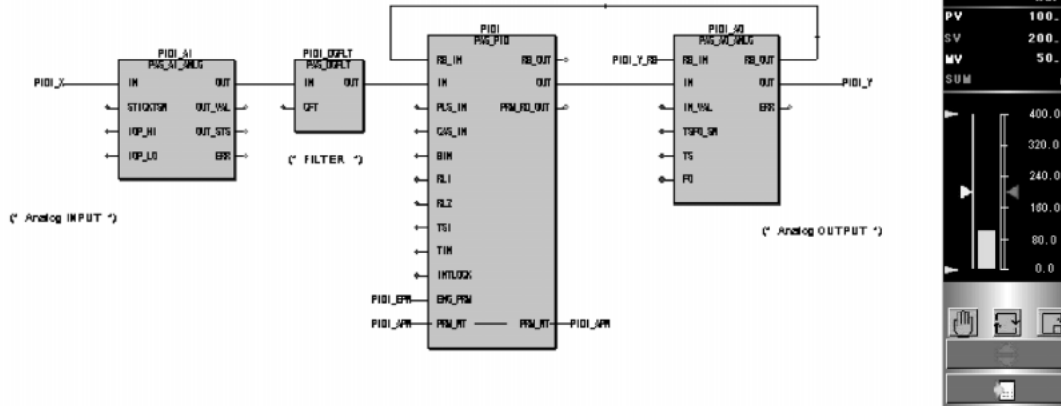 PID1_X
PID1_AI
PAS_AI_ANLG
IN OUT
STICKTSM OUT_VAL
IOP_HI OUT_STS
IOP_LO ERR
(* Analog INPUT *)
PID1_DGFLT
PAS_DGFLT
IN OUT
CFT
(* FILTER *)
PID1
PAS_PID
RB_IN RB_OUT
IN OUT
PLS_IN PRM_RD_OUT
CAS_IN
BIN
RL1
RL2
TSI
TIN
INTLOCK
PID1_EPM ENG_PRM
PID1_APM PRM_MT PRM_MT PID1_APM
PID1_AO
PAS_AO_ANLG
PID1_Y_RB RB_IN RB_OUT
IN OUT PID1_Y
IN_VAL ERR
TSFO_SW
TS
FO
(* Analog OUTPUT *)
PV 100.
SV 200.
MV 50.
SUM
400.0
320.0
240.0
160.0
80.0
0.0